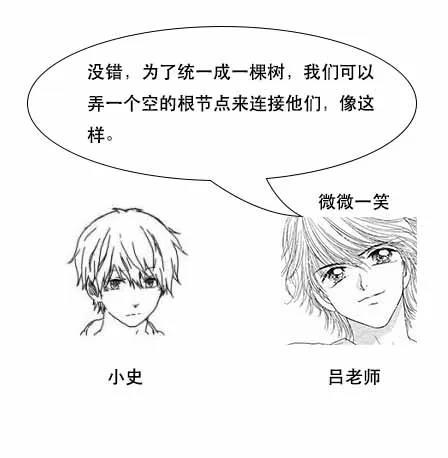 没错，为了统一成一棵树，我们可以
弄一个空的根节点来连接他们，像这
样。
微微一笑
小史
吕老师